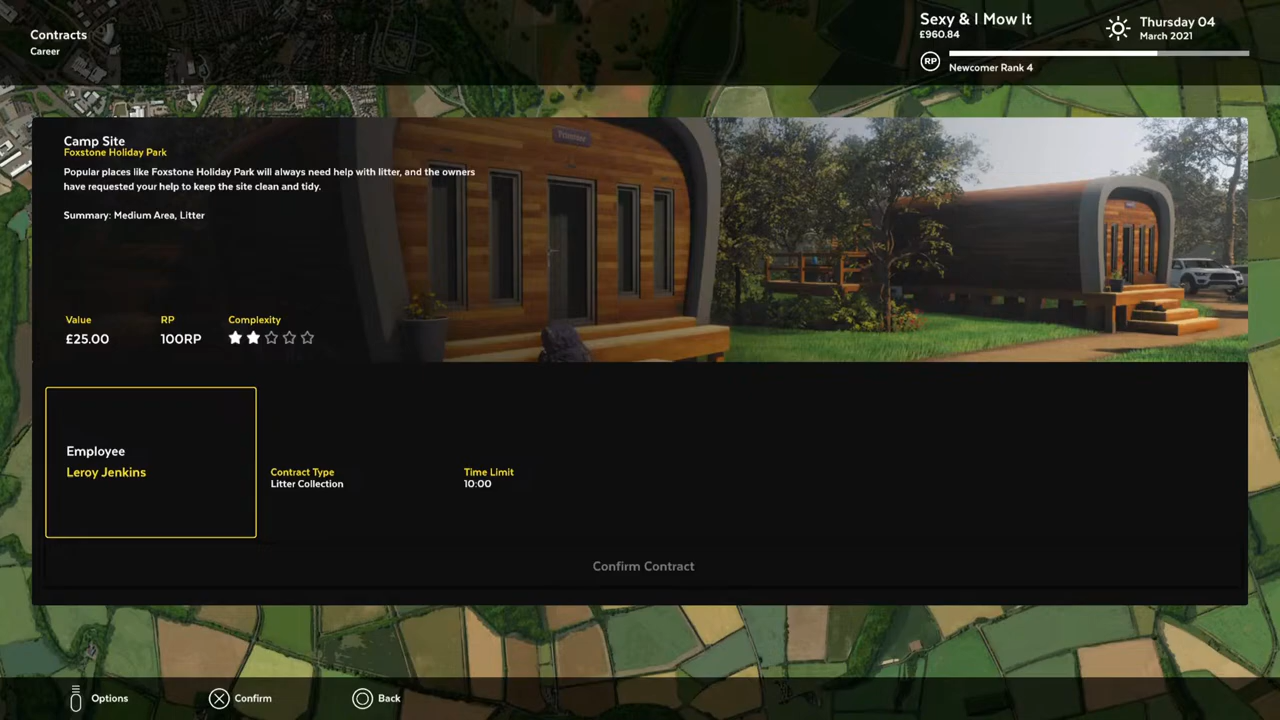 Contracts
Career
Sexy & I Mow It
£960.84
Thursday 04
March 2021
RP
Newcomer Rank 4
Camp Site
Foxstone Holiday Park
Popular places like Foxstone Holiday Park will always need help with litter, and the owners
have requested your help to keep the site clean and tidy.
Summary: Medium Area, Litter
Value
RP
Complexity
£25.00
100RP
Employee
Leroy Jenkins
Contract Type
Litter Collection
Time Limit
10:00
Confirm Contract
Options
Confirm
Back